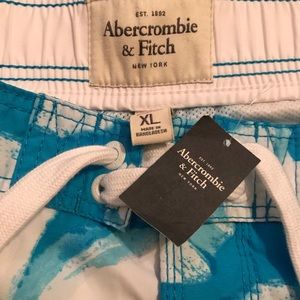 EST. 1892
Abercrombie
& Fitch
NEW YORK
XL
MADE IN
BANGLADESH
EST. 1892
Abercrombie
& Fitch
NEW YORK